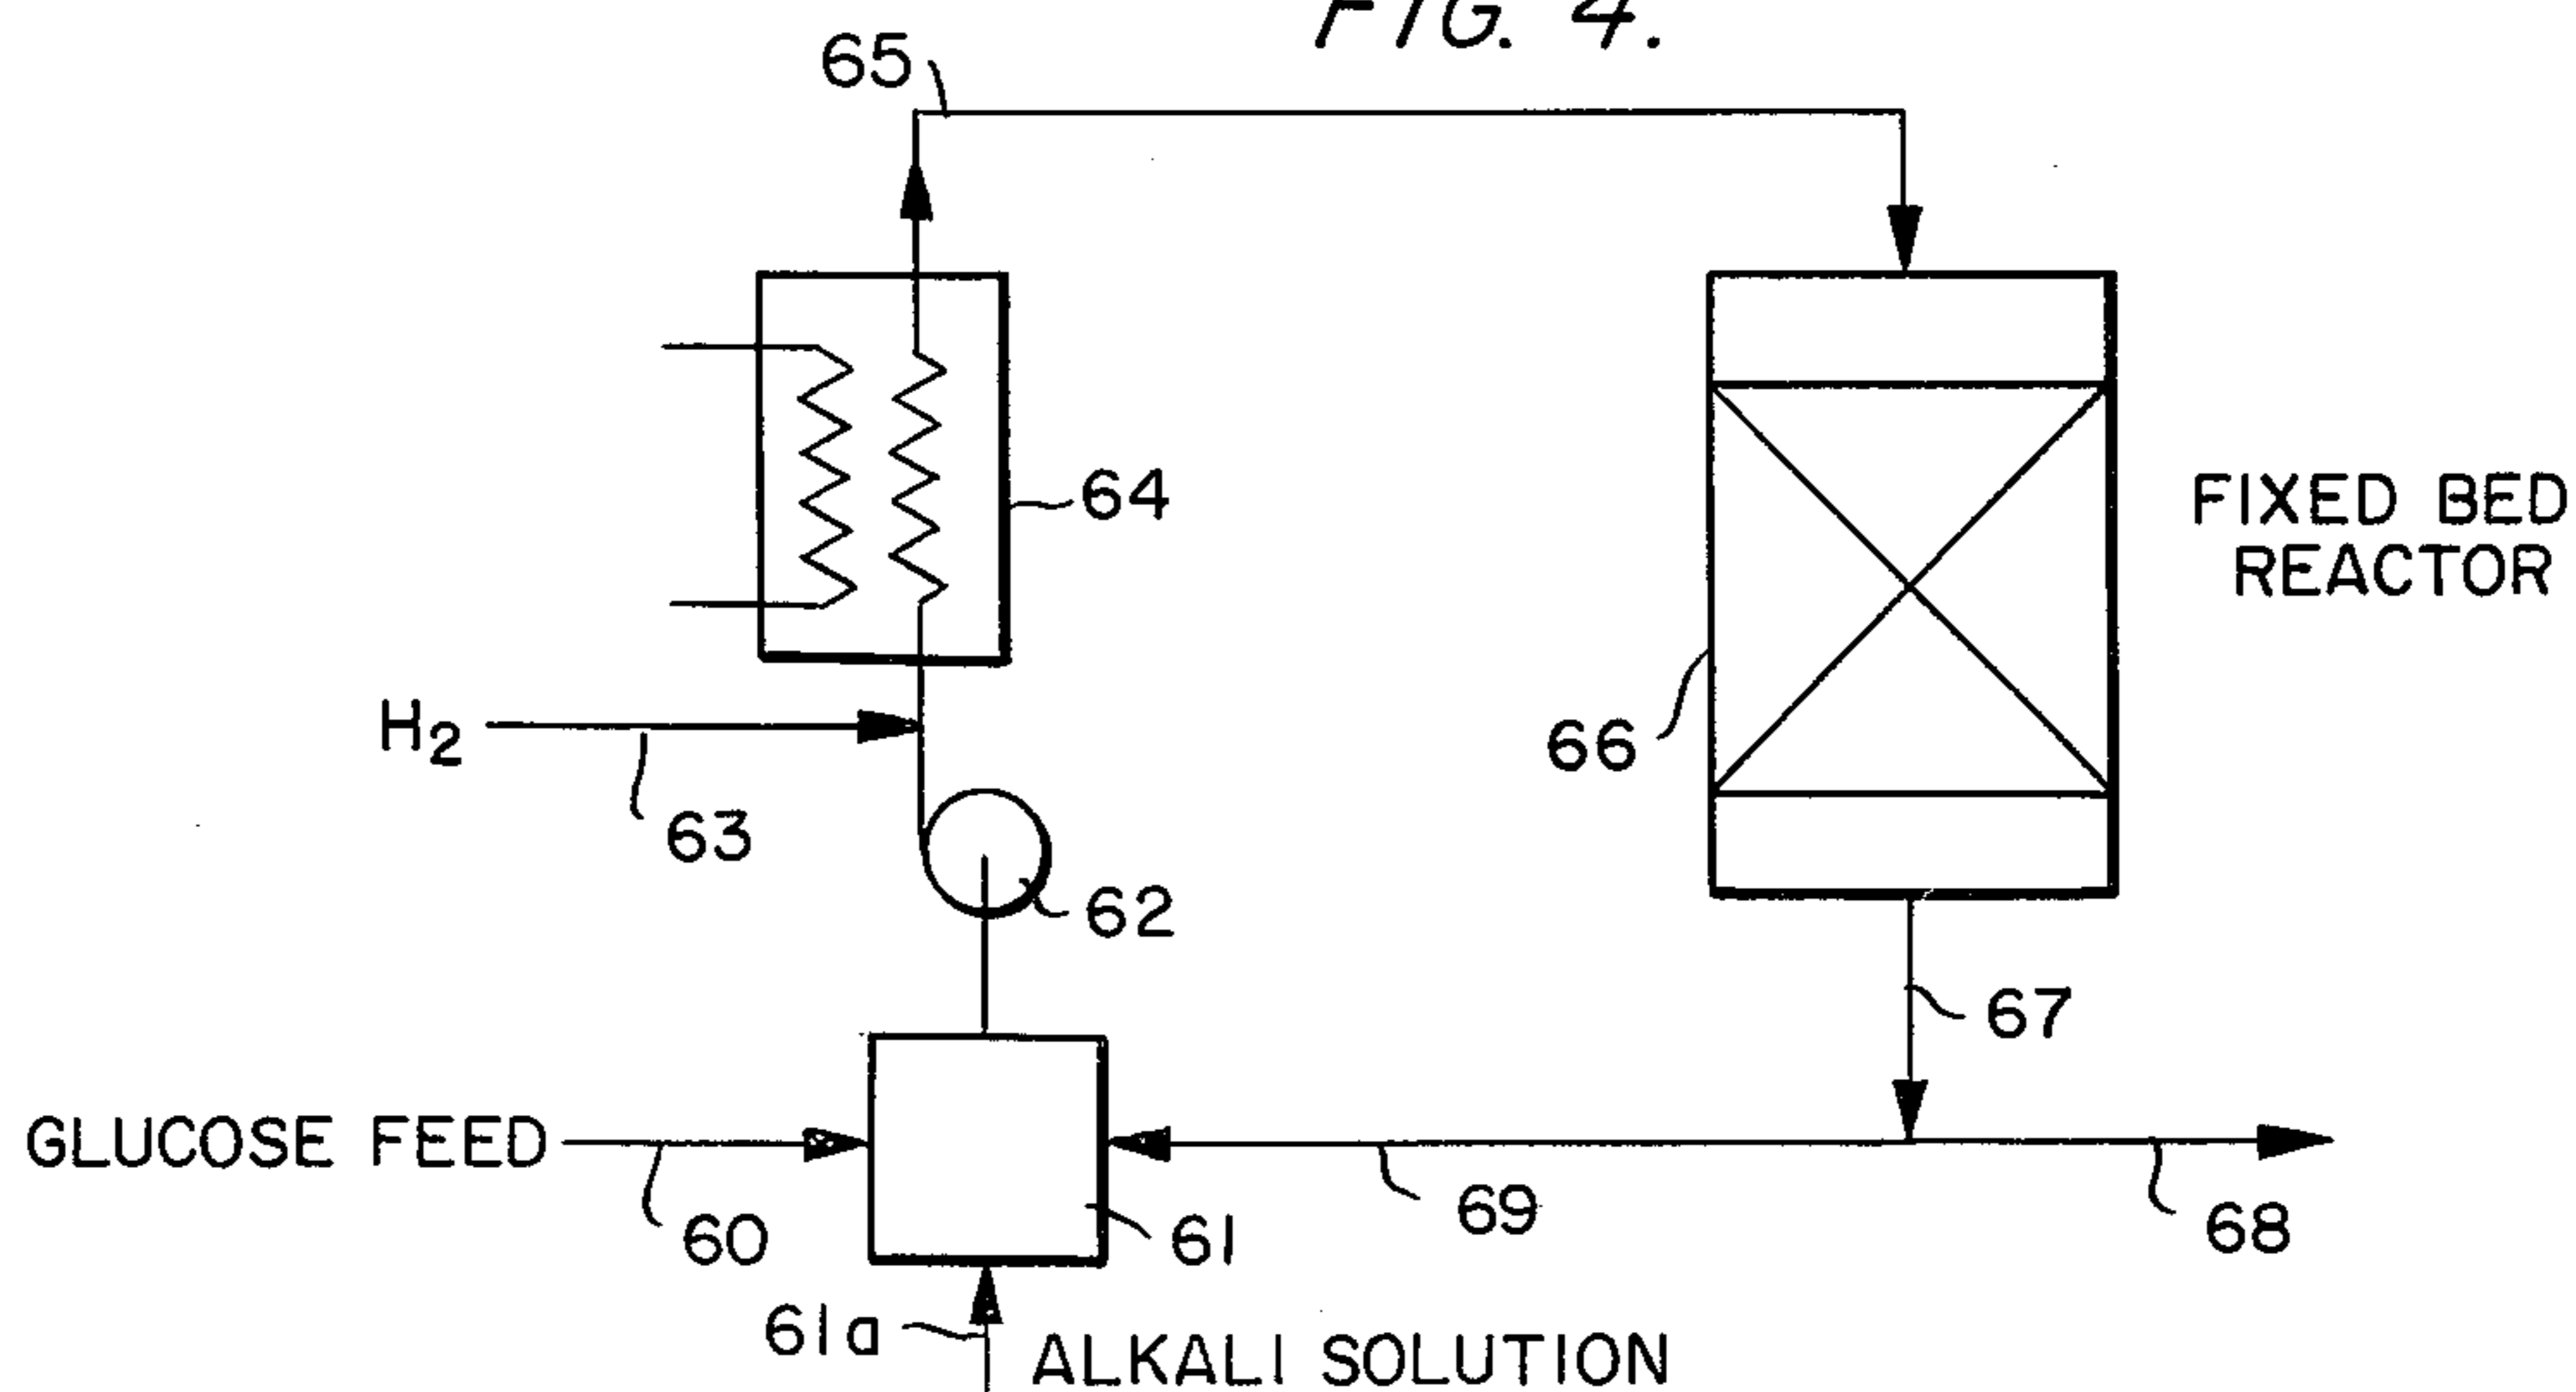 FIG. 4.
65
64
FIXED BED
REACTOR
H2
63
66
62
67
GLUCOSE FEED
60
61
69
68
61a
ALKALI SOLUTION